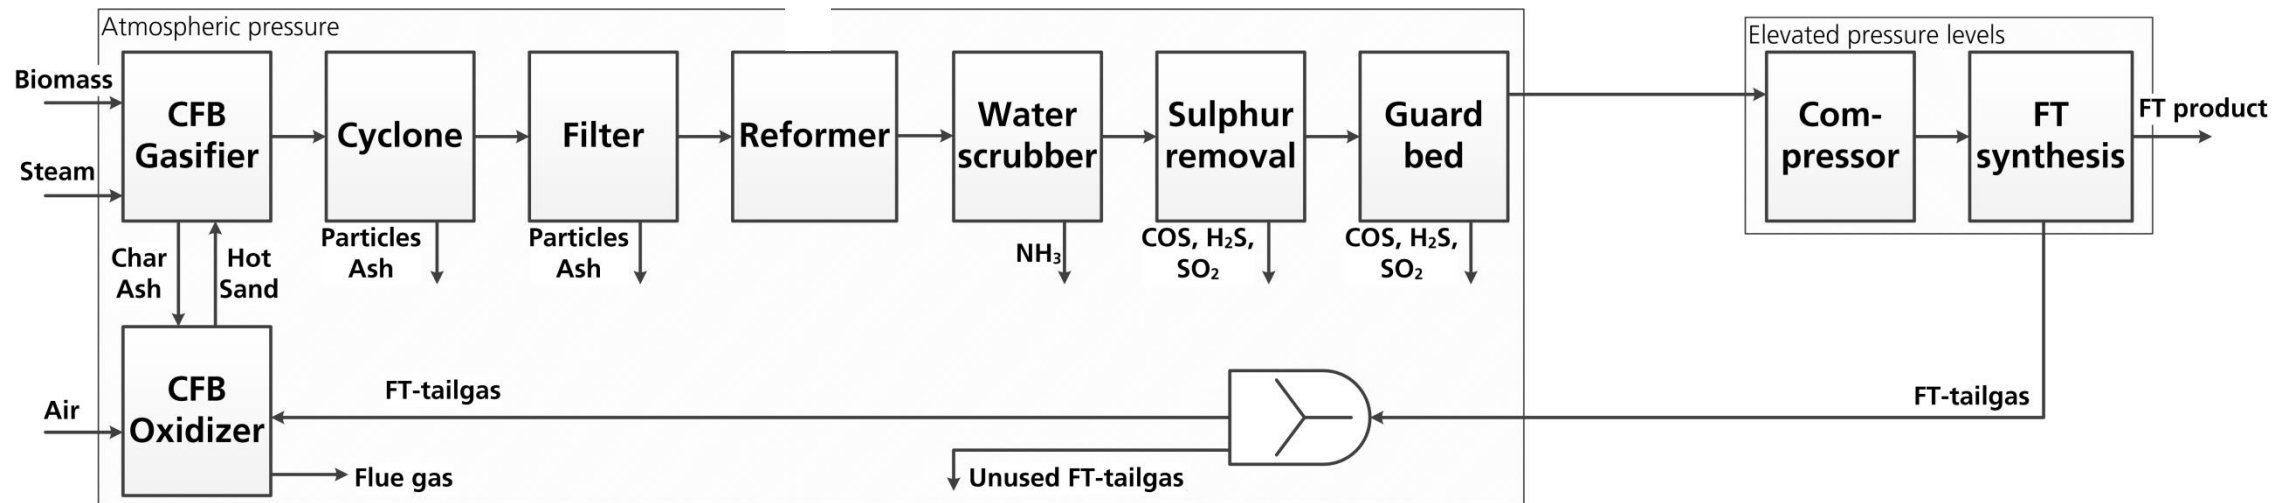 Atmospheric pressure
Elevated pressure levels
Biomass
Steam
CFB
Gasifier
Cyclone
Filter
Reformer
Water
scrubber
Sulphur
removal
Guard
bed
Com-
pressor
FT
synthesis
FT product
Char
Ash
Hot
Sand
Particles
Ash
Particles
Ash
NH₃
COS, H₂S,
SO₂
COS, H₂S,
SO₂
Air
CFB
Oxidizer
FT-tailgas
FT-tailgas
Flue gas
Unused FT-tailgas